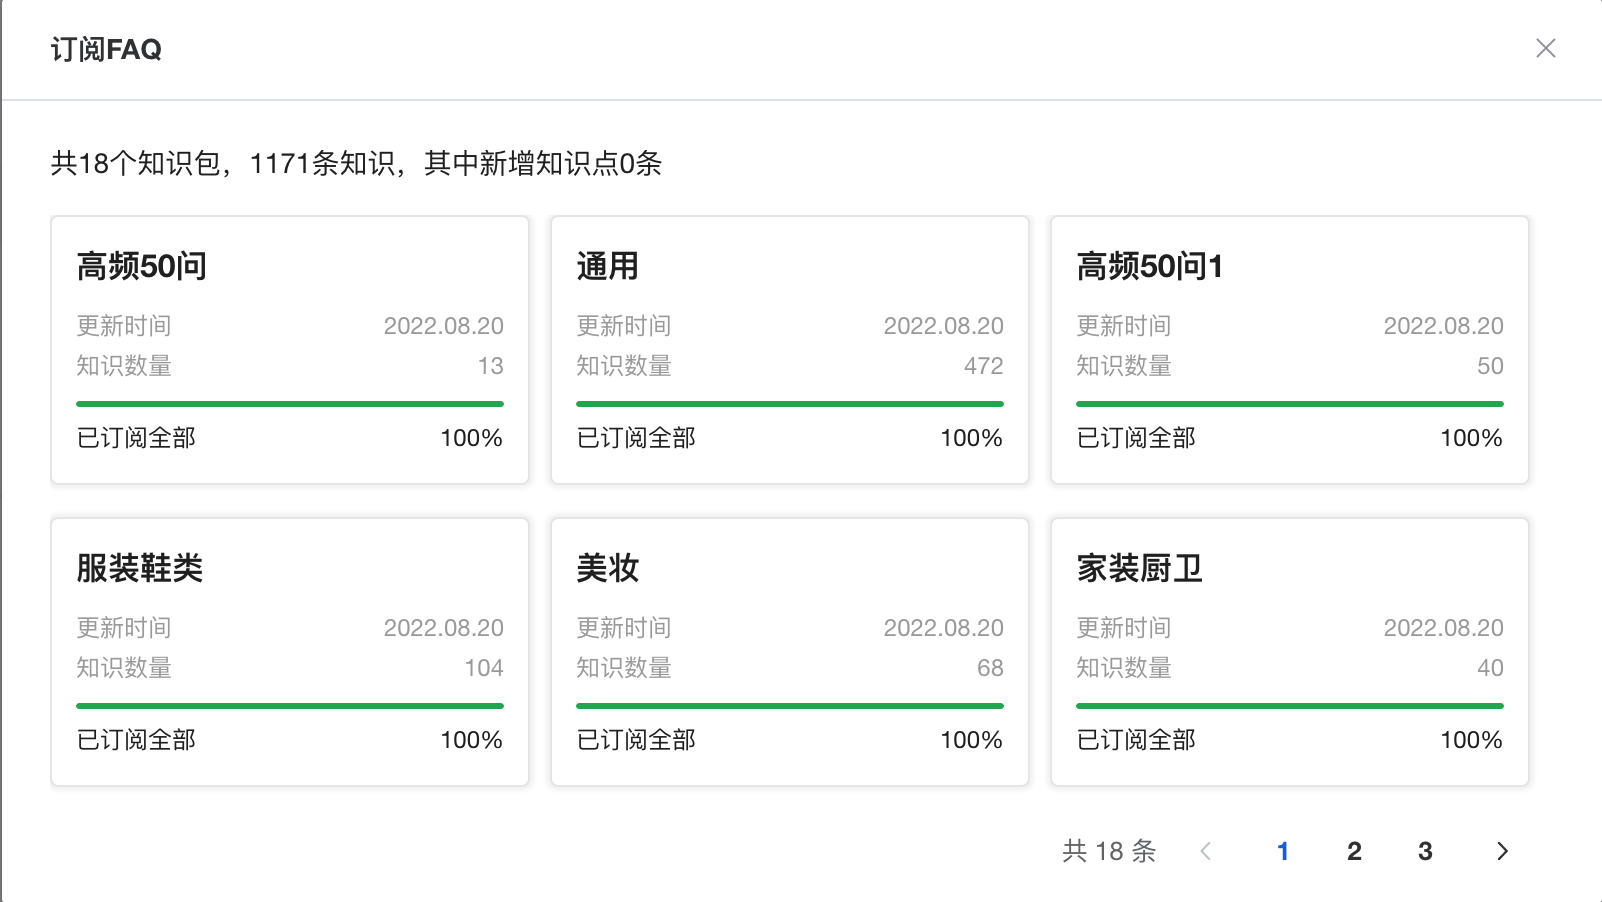 订阅FAQ
共18个知识包，1171条知识，其中新增知识点0条
高频50问
更新时间 2022.08.20
知识数量 13
已订阅全部 100%
通用
更新时间 2022.08.20
知识数量 472
已订阅全部 100%
高频50问1
更新时间 2022.08.20
知识数量 50
已订阅全部 100%
服装鞋类
更新时间 2022.08.20
知识数量 104
已订阅全部 100%
美妆
更新时间 2022.08.20
知识数量 68
已订阅全部 100%
家装厨卫
更新时间 2022.08.20
知识数量 40
已订阅全部 100%
共 18 条 1 2 3